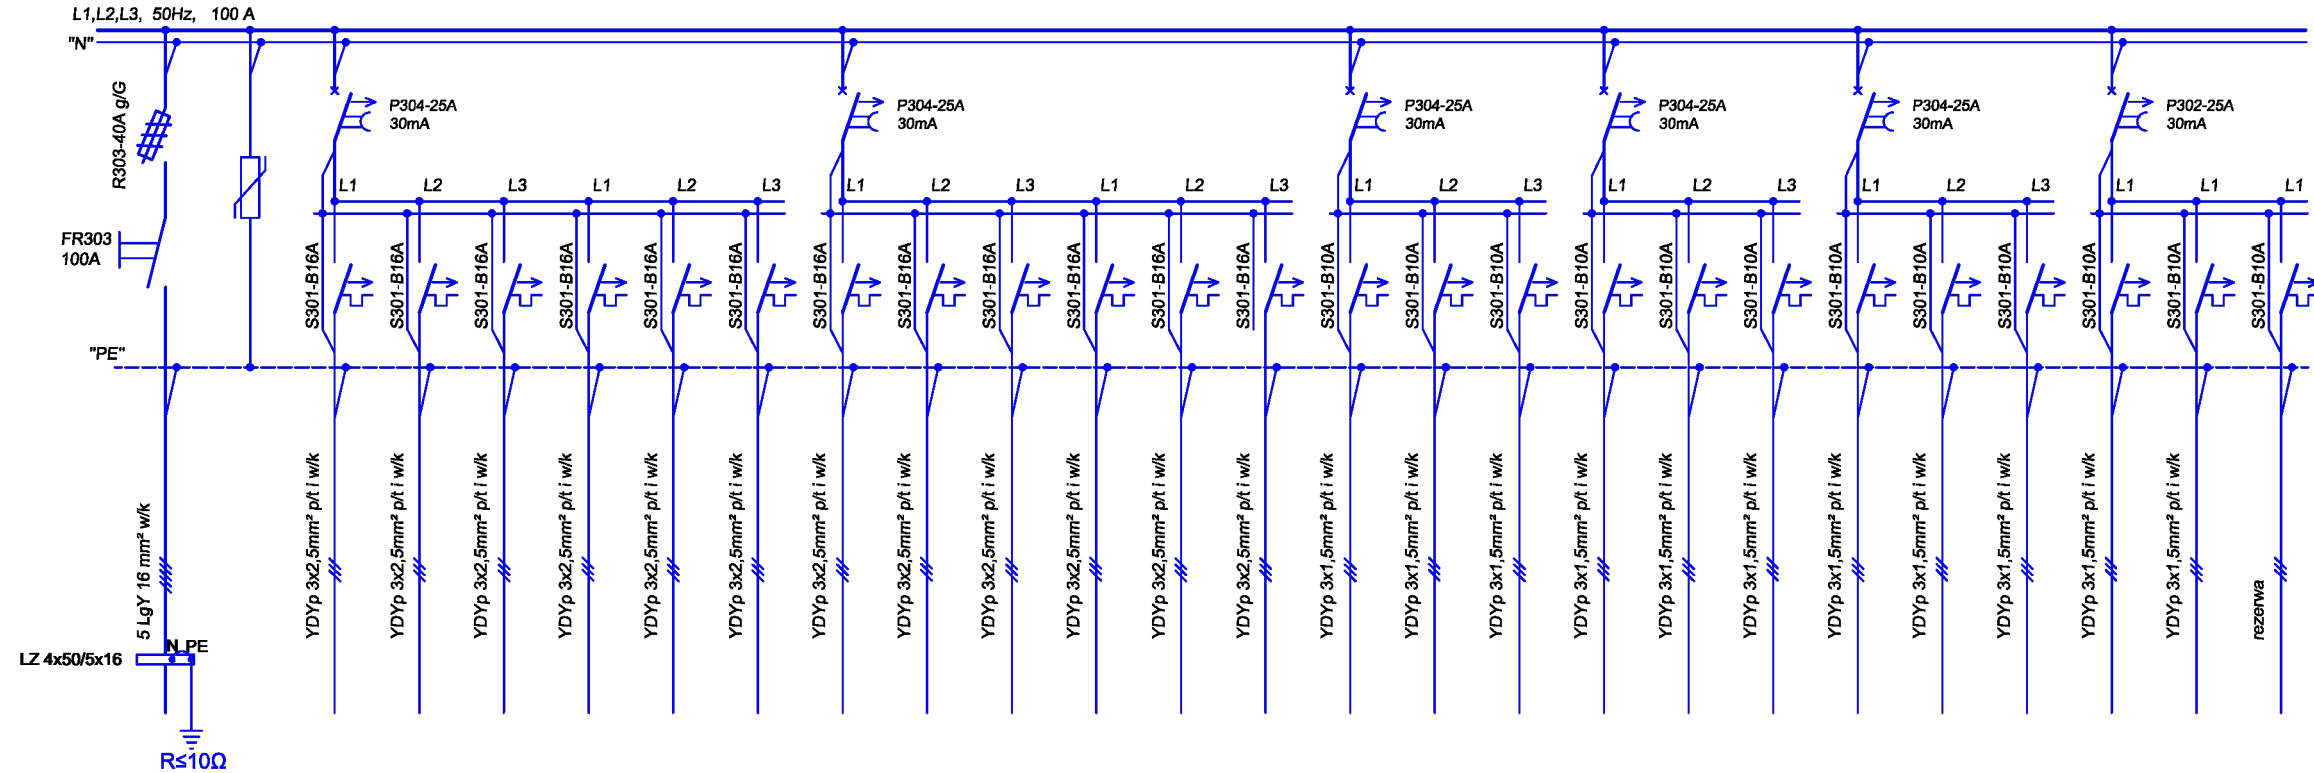 L1,L2,L3, 50Hz, 100 A
"N"
R303-40A g/G
P304-25A
30mA
P304-25A
30mA
P304-25A
30mA
P304-25A
30mA
P304-25A
30mA
P302-25A
30mA
L1 L2 L3 L1 L2 L3 L1 L2 L3 L1 L2 L3 L1 L2 L3 L1 L2 L3 L1 L2 L3 L1 L1 L1
FR303
100A
S301-B16A
S301-B16A
S301-B16A
S301-B16A
S301-B16A
S301-B16A
S301-B16A
S301-B16A
S301-B16A
S301-B16A
S301-B16A
S301-B16A
S301-B10A
S301-B10A
S301-B10A
S301-B10A
S301-B10A
S301-B10A
S301-B10A
S301-B10A
S301-B10A
S301-B10A
S301-B10A
S301-B10A
"PE"
5 LgY 16 mm² w/k
YDYp 3x2,5mm² p/t i w/k
YDYp 3x2,5mm² p/t i w/k
YDYp 3x2,5mm² p/t i w/k
YDYp 3x2,5mm² p/t i w/k
YDYp 3x2,5mm² p/t i w/k
YDYp 3x2,5mm² p/t i w/k
YDYp 3x2,5mm² p/t i w/k
YDYp 3x2,5mm² p/t i w/k
YDYp 3x2,5mm² p/t i w/k
YDYp 3x2,5mm² p/t i w/k
YDYp 3x2,5mm² p/t i w/k
YDYp 3x2,5mm² p/t i w/k
YDYp 3x1,5mm² p/t i w/k
YDYp 3x1,5mm² p/t i w/k
YDYp 3x1,5mm² p/t i w/k
YDYp 3x1,5mm² p/t i w/k
YDYp 3x1,5mm² p/t i w/k
YDYp 3x1,5mm² p/t i w/k
YDYp 3x1,5mm² p/t i w/k
YDYp 3x1,5mm² p/t i w/k
YDYp 3x1,5mm² p/t i w/k
YDYp 3x1,5mm² p/t i w/k
YDYp 3x1,5mm² p/t i w/k
rezerwa
N PE
LZ 4x50/5x16
R≤10Ω